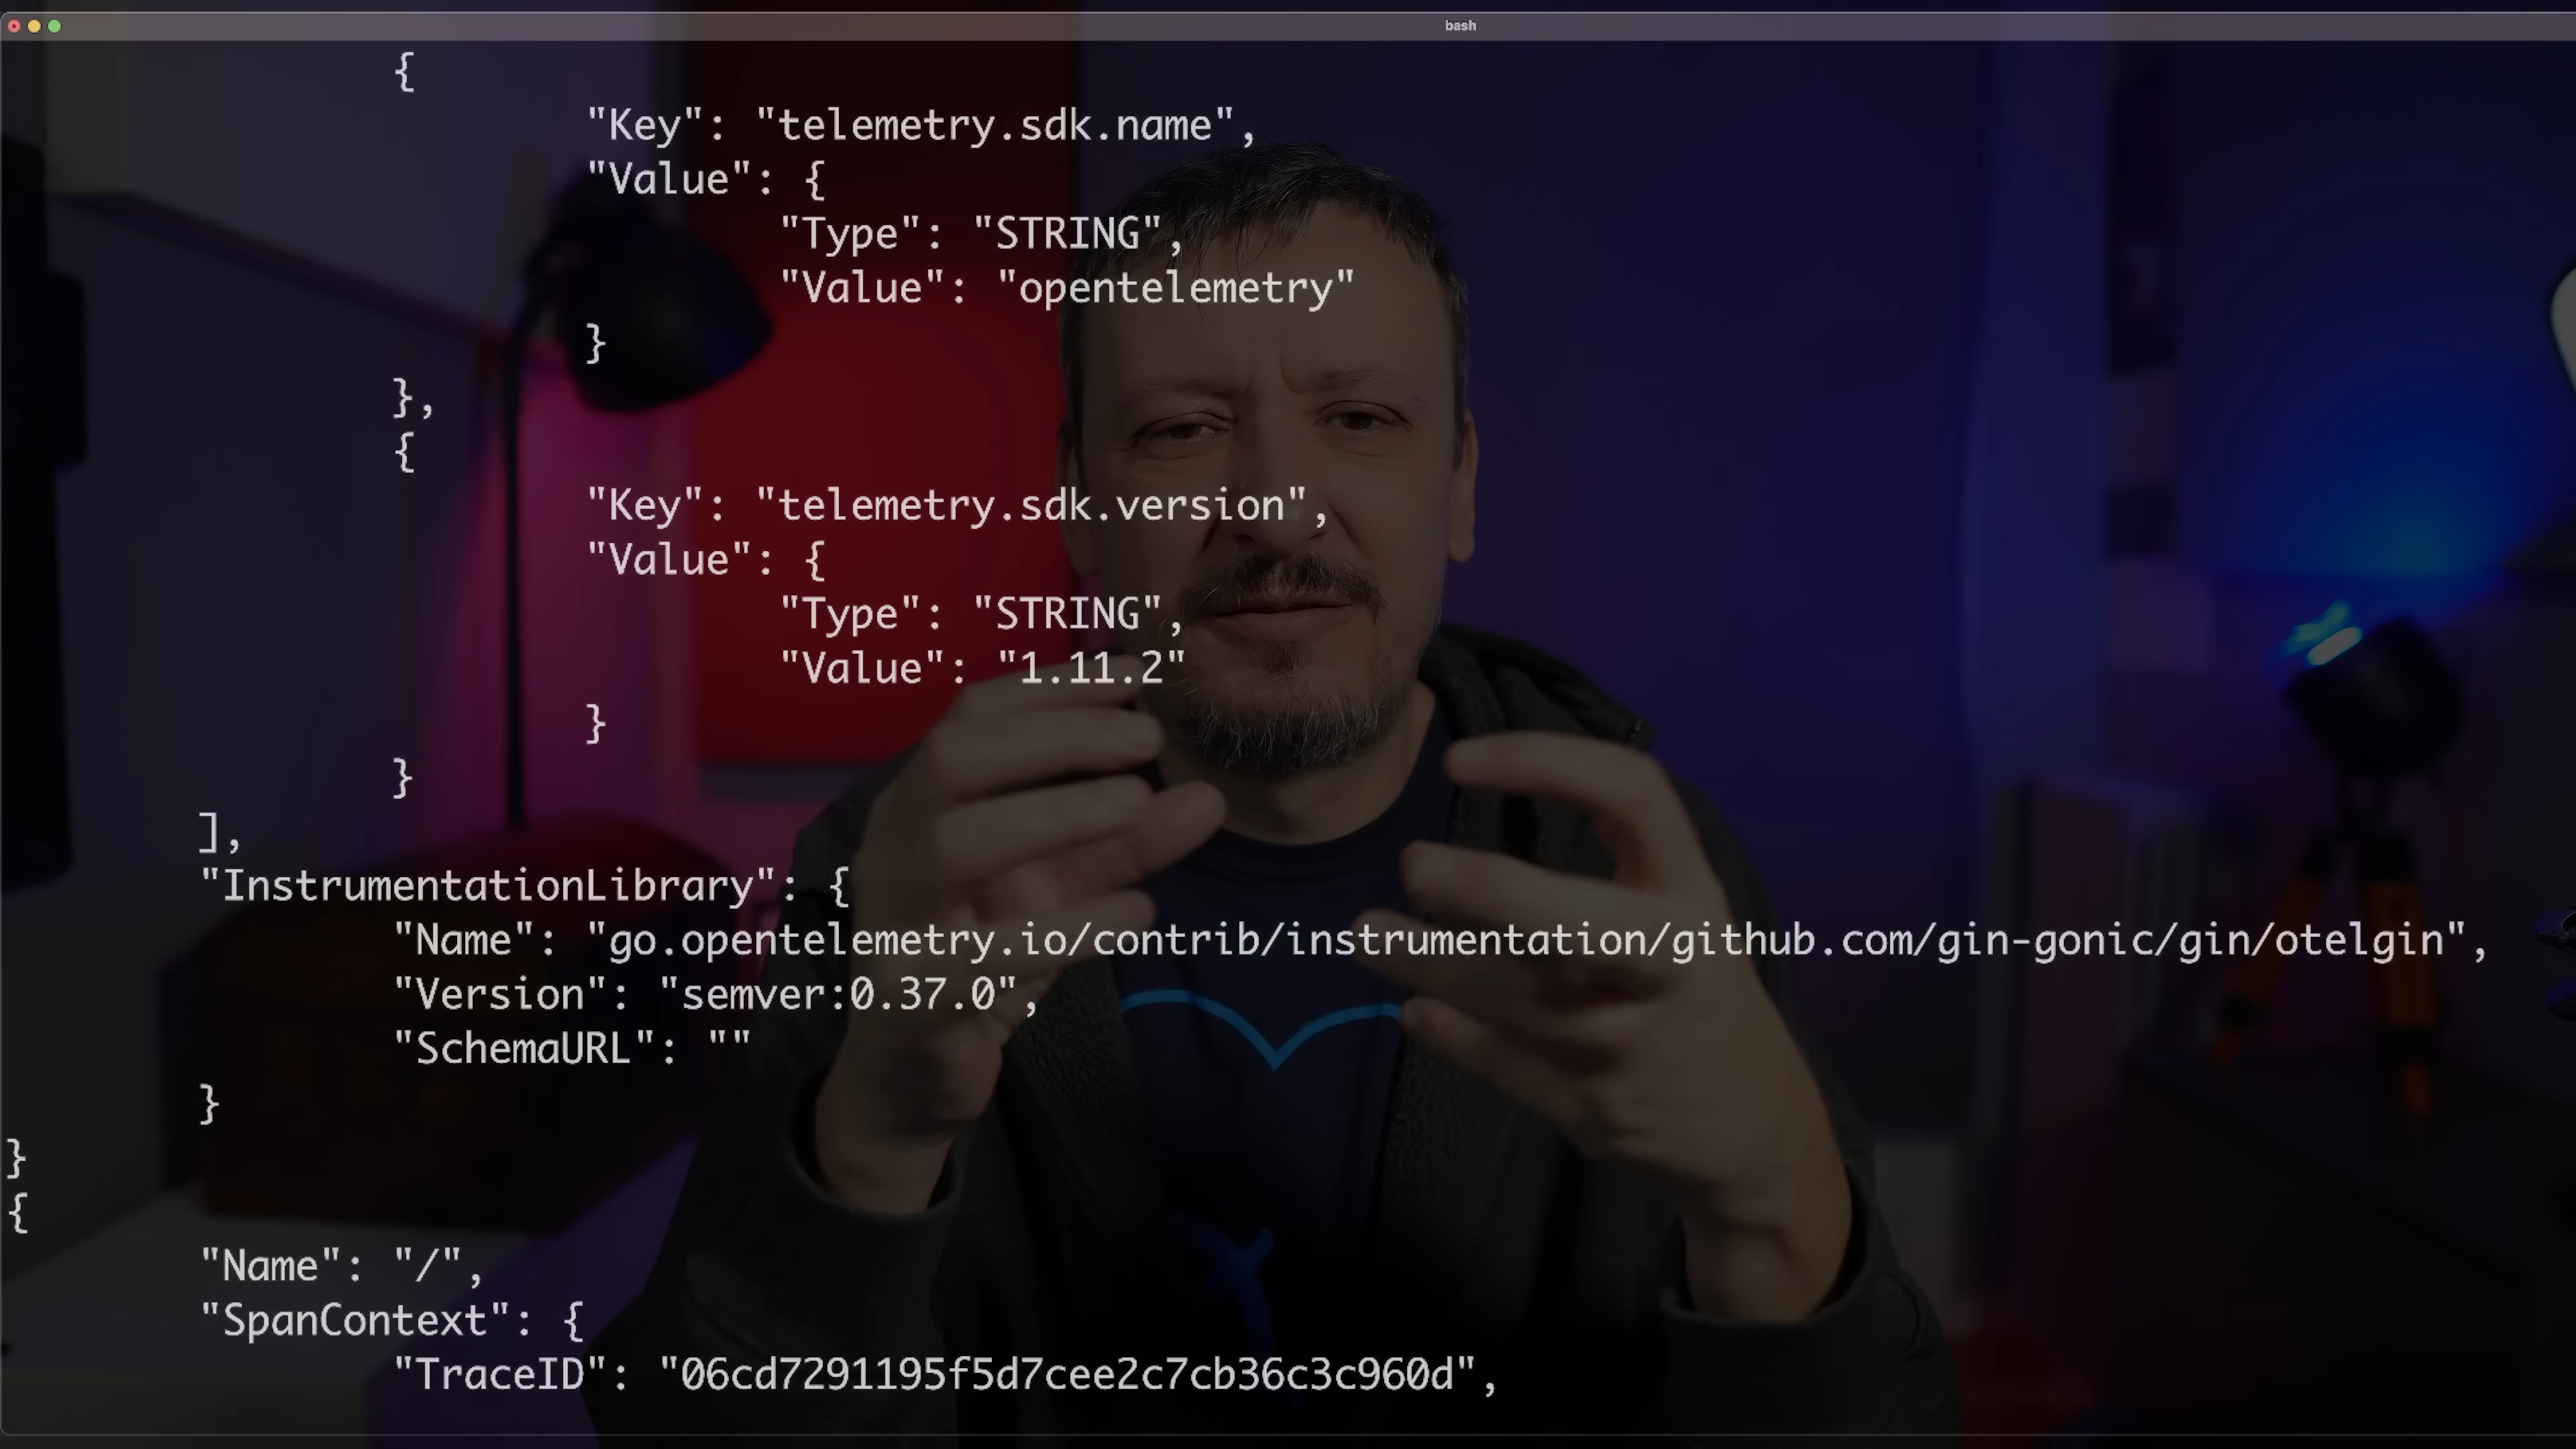 bash
{
"Key": "telemetry.sdk.name",
"Value": {
"Type": "STRING",
"Value": "opentelemetry"
}
},
{
"Key": "telemetry.sdk.version",
"Value": {
"Type": "STRING",
"Value": "1.11.2"
}
}
],
"InstrumentationLibrary": {
"Name": "go.opentelemetry.io/contrib/instrumentation/github.com/gin-gonic/gin/otelgin",
"Version": "semver:0.37.0",
"SchemaURL": ""
}
}
{
"Name": "/",
"SpanContext": {
"TraceID": "06cd7291195f5d7cee2c7cb36c3c960d",